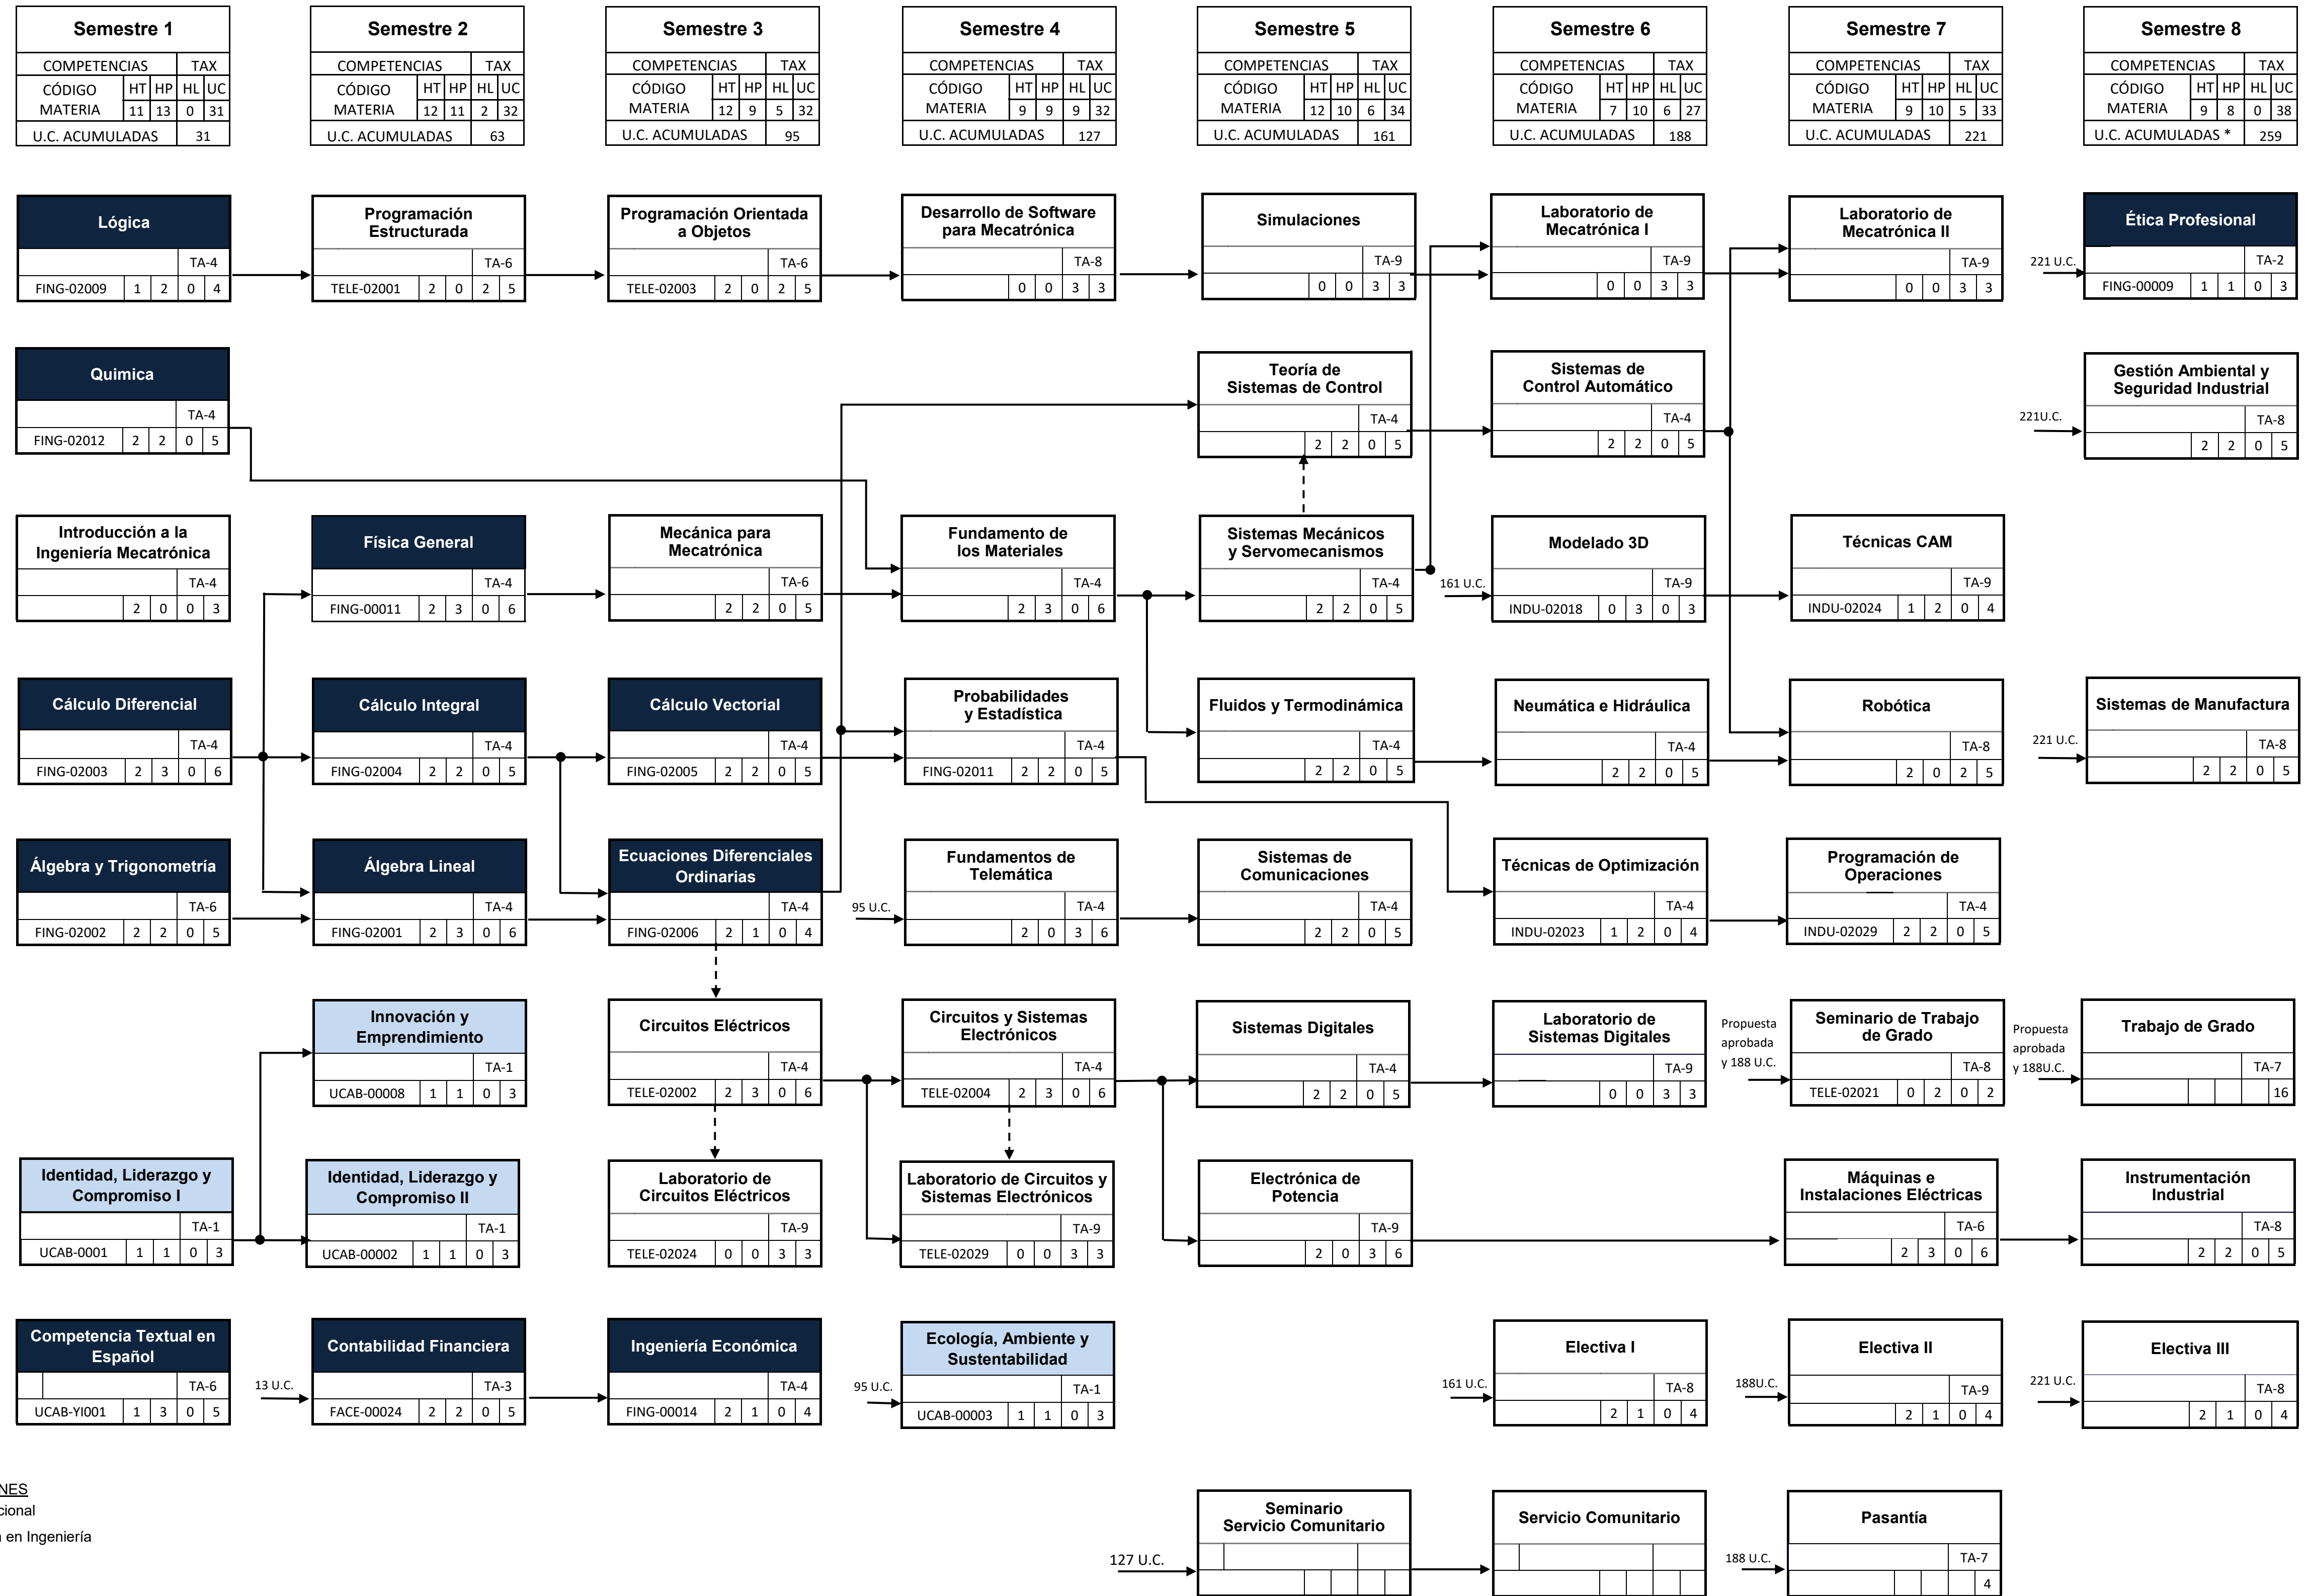 Semestre 1
COMPETENCIAS TAX
CÓDIGO MATERIA HT HP HL UC
11 13 0 31
U.C. ACUMULADAS 31
Semestre 2
COMPETENCIAS TAX
CÓDIGO MATERIA HT HP HL UC
12 11 2 32
U.C. ACUMULADAS 63
Semestre 3
COMPETENCIAS TAX
CÓDIGO MATERIA HT HP HL UC
12 9 5 32
U.C. ACUMULADAS 95
Semestre 4
COMPETENCIAS TAX
CÓDIGO MATERIA HT HP HL UC
9 9 9 32
U.C. ACUMULADAS 127
Semestre 5
COMPETENCIAS TAX
CÓDIGO MATERIA HT HP HL UC
12 10 6 34
U.C. ACUMULADAS 161
Semestre 6
COMPETENCIAS TAX
CÓDIGO MATERIA HT HP HL UC
7 10 6 27
U.C. ACUMULADAS 188
Semestre 7
COMPETENCIAS TAX
CÓDIGO MATERIA HT HP HL UC
9 10 5 33
U.C. ACUMULADAS 221
Semestre 8
COMPETENCIAS TAX
CÓDIGO MATERIA HT HP HL UC
9 8 0 38
U.C. ACUMULADAS * 259
Lógica
TA-4
FING-02009 1 2 0 4
Programación
Estructurada
TA-6
TELE-02001 2 0 2 5
Programación Orientada
a Objetos
TA-6
TELE-02003 2 0 2 5
Desarrollo de Software
para Mecatrónica
TA-8
0 0 3 3
Simulaciones
TA-9
0 0 3 3
Laboratorio de
Mecatrónica I
TA-9
0 0 3 3
Laboratorio de
Mecatrónica II
TA-9
0 0 3 3
221 U.C.
Ética Profesional
TA-2
FING-00009 1 1 0 3
Quimica
TA-4
FING-02012 2 2 0 5
Teoría de
Sistemas de Control
TA-4
2 2 0 5
Sistemas de
Control Automático
TA-4
2 2 0 5
221U.C.
Gestión Ambiental y
Seguridad Industrial
TA-8
2 2 0 5
Introducción a la
Ingeniería Mecatrónica
TA-4
2 0 0 3
Física General
TA-4
FING-00011 2 3 0 6
Mecánica para
Mecatrónica
TA-6
2 2 0 5
Fundamento de
los Materiales
TA-4
2 3 0 6
Sistemas Mecánicos
y Servomecanismos
TA-4
2 2 0 5
161 U.C.
Modelado 3D
TA-9
INDU-02018 0 3 0 3
Técnicas CAM
TA-9
INDU-02024 1 2 0 4
Cálculo Diferencial
TA-4
FING-02003 2 3 0 6
Cálculo Integral
TA-4
FING-02004 2 2 0 5
Cálculo Vectorial
TA-4
FING-02005 2 2 0 5
Probabilidades
y Estadística
TA-4
FING-02011 2 2 0 5
Fluidos y Termodinámica
TA-4
2 2 0 5
Neumática e Hidráulica
TA-4
2 2 0 5
Robótica
TA-8
2 0 2 5
221 U.C.
Sistemas de Manufactura
TA-8
2 2 0 5
Álgebra y Trigonometría
TA-6
FING-02002 2 2 0 5
Álgebra Lineal
TA-4
FING-02001 2 3 0 6
Ecuaciones Diferenciales
Ordinarias
TA-4
FING-02006 2 1 0 4
95 U.C.
Fundamentos de
Telemática
TA-4
2 0 3 6
Sistemas de
Comunicaciones
TA-4
2 2 0 5
Técnicas de Optimización
TA-4
INDU-02023 1 2 0 4
Programación de
Operaciones
TA-4
INDU-02029 2 2 0 5
Innovación y
Emprendimiento
TA-1
UCAB-00008 1 1 0 3
Circuitos Eléctricos
TA-4
TELE-02002 2 3 0 6
Circuitos y Sistemas
Electrónicos
TA-4
TELE-02004 2 3 0 6
Sistemas Digitales
TA-4
2 2 0 5
Laboratorio de
Sistemas Digitales
TA-9
0 0 3 3
Propuesta
aprobada
y 188 U.C.
Seminario de Trabajo
de Grado
TA-8
TELE-02021 0 2 0 2
Propuesta
aprobada
y 188U.C.
Trabajo de Grado
TA-7
16
Identidad, Liderazgo y
Compromiso I
TA-1
UCAB-0001 1 1 0 3
Identidad, Liderazgo y
Compromiso II
TA-1
UCAB-00002 1 1 0 3
Laboratorio de
Circuitos Eléctricos
TA-9
TELE-02024 0 0 3 3
Laboratorio de Circuitos y
Sistemas Electrónicos
TA-9
TELE-02029 0 0 3 3
Electrónica de
Potencia
TA-9
2 0 3 6
Máquinas e
Instalaciones Eléctricas
TA-6
2 3 0 6
Instrumentación
Industrial
TA-8
2 2 0 5
Competencia Textual en
Español
TA-6
UCAB-YI001 1 3 0 5
13 U.C.
Contabilidad Financiera
TA-3
FACE-00024 2 2 0 5
Ingeniería Económica
TA-4
FING-00014 2 1 0 4
95 U.C.
Ecología, Ambiente y
Sustentabilidad
TA-1
UCAB-00003 1 1 0 3
161 U.C.
Electiva I
TA-8
2 1 0 4
188U.C.
Electiva II
TA-9
2 1 0 4
221 U.C.
Electiva III
TA-8
2 1 0 4
NES
cional
en Ingeniería
127 U.C.
Seminario
Servicio Comunitario
Servicio Comunitario
188 U.C.
Pasantía
TA-7
4